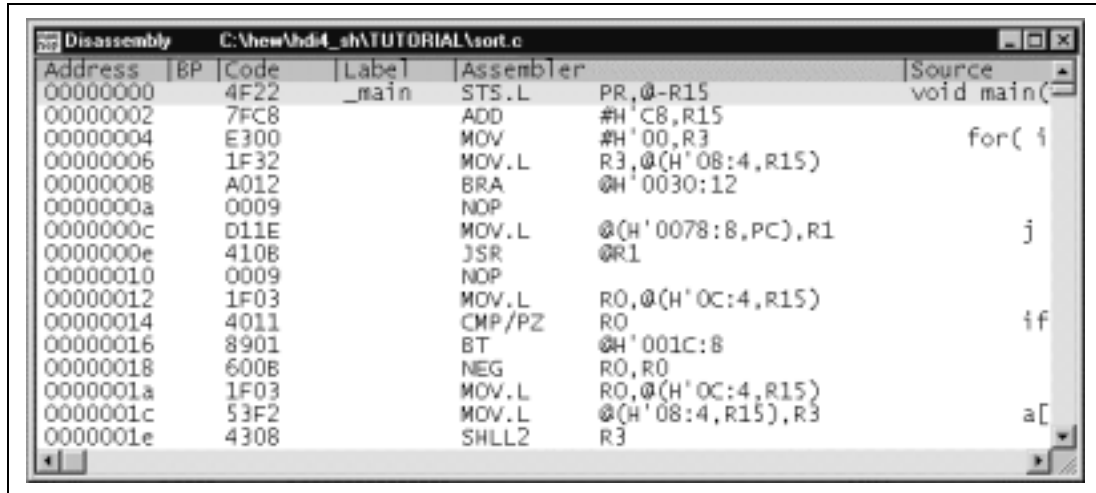 Disassembly C:\hew\hdi4_sh\TUTORIAL\sort.c
Address BP Code Label Assembler Source
00000000 4F22 _main STS.L PR,@-R15 void main(
00000002 7FC8 ADD #H'C8,R15
00000004 E300 MOV #H'00,R3 for( i
00000006 1F32 MOV.L R3,@(H'08:4,R15)
00000008 A012 BRA @H'0030:12
0000000a 0009 NOP
0000000c D11E MOV.L @(H'0078:8,PC),R1 j
0000000e 410B JSR @R1
00000010 0009 NOP
00000012 1F03 MOV.L R0,@(H'0C:4,R15)
00000014 4011 CMP/PZ R0 if
00000016 8901 BT @H'001C:8
00000018 600B NEG R0,R0
0000001a 1F03 MOV.L R0,@(H'0C:4,R15)
0000001c 53F2 MOV.L @(H'08:4,R15),R3 a[
0000001e 4308 SHLL2 R3